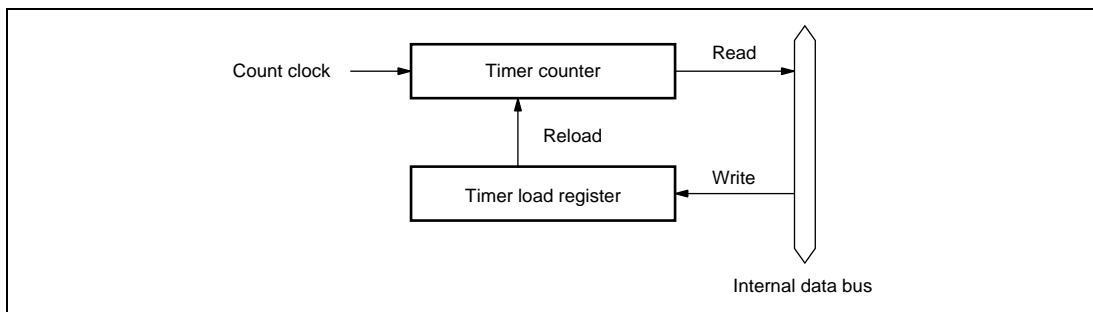 Read
Count clock
Timer counter
Reload
Write
Timer load register
Internal data bus